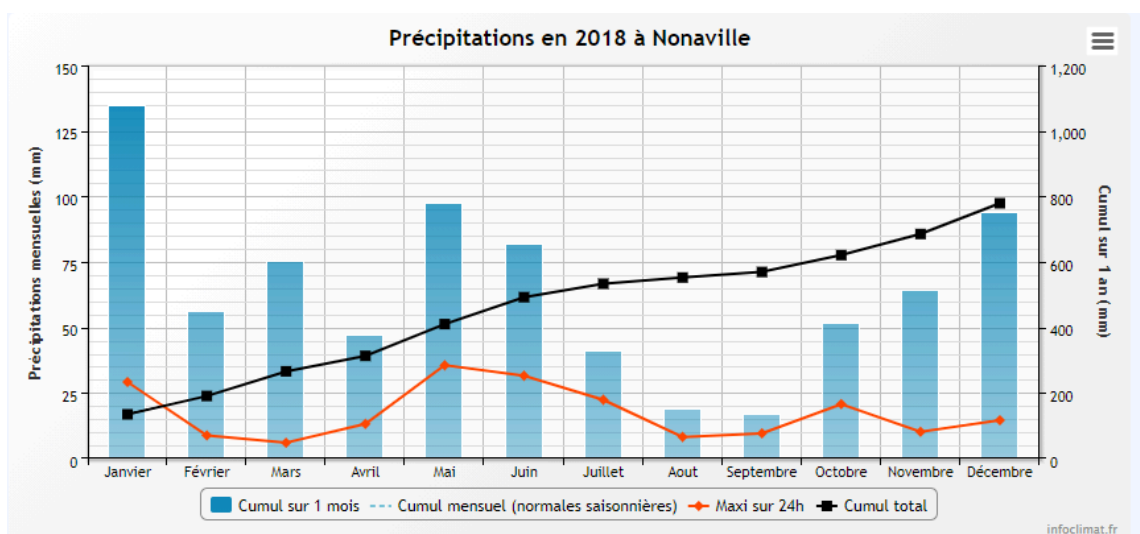 Précipitations en 2018 à Nonaville
Précipitations mensuelles (mm)
150
125
100
75
50
25
0
1,200
1,000
800
600
400
200
0
Cumul sur 1 an (mm)
Janvier Février Mars Avril Mai Juin Juillet Aout Septembre Octobre Novembre Décembre
Cumul sur 1 mois Cumul mensuel (normales saisonnières) Maxi sur 24h Cumul total
infoclimat.fr